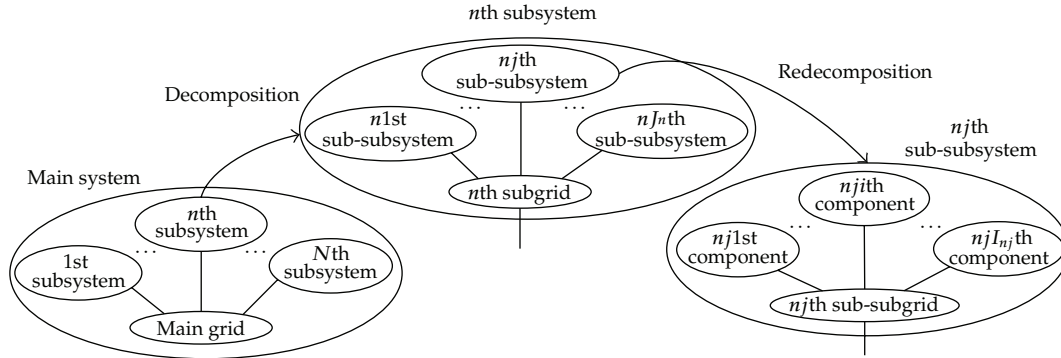 nth subsystem
Decomposition
njth
sub-subsystem
Redecomposition
...
...
n1st
sub-subsystem
nJₙth
sub-subsystem
nth subgrid
Main system
nth
subsystem
...
...
1st
subsystem
Nth
subsystem
Main grid
njth
sub-subsystem
njith
component
...
...
nj1st
component
njIₙⱼth
component
njth sub-subgrid